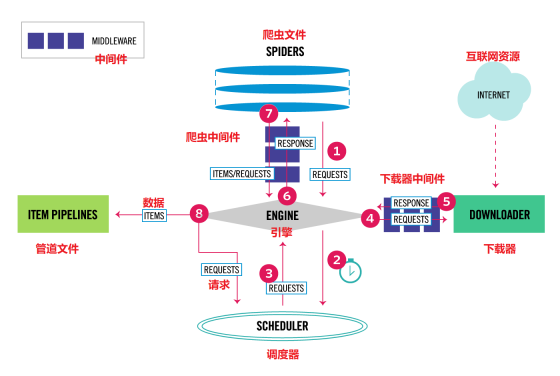 MIDDLEWARE
中间件
爬虫文件
SPIDERS
互联网资源
INTERNET
7
爬虫中间件
RESPONSE
1
ITEMS/REQUESTS
REQUESTS
下载器中间件
6
5
数据
RESPONSE
ITEM PIPELINES
ITEMS
8
ENGINE
4
REQUESTS
DOWNLOADER
引擎
管道文件
下载器
2
REQUESTS
3
请求
REQUESTS
SCHEDULER
调度器